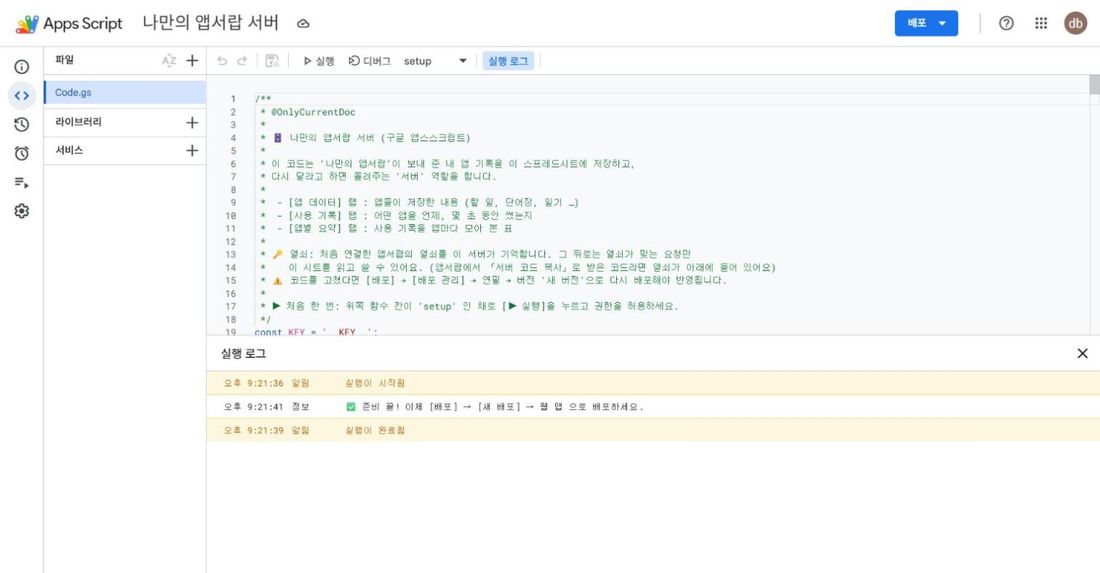 Apps Script 나만의 앱서랍 서버
배포
db
파일
AZ
실행 디버그 setup 실행 로그
Code.gs
라이브러리
서비스
1 /**
2 * @OnlyCurrentDoc
3 *
4 * 🗄️ 나만의 앱서랍 서버 (구글 앱스스크립트)
5 *
6 * 이 코드는 '나만의 앱서랍'이 보내 준 내 앱 기록을 이 스프레드시트에 저장하고,
7 * 다시 달라고 하면 돌려주는 '서버' 역할을 합니다.
8 *
9 * - [앱 데이터] 탭 : 앱들이 저장한 내용 (할 일, 단어장, 일기 …)
10 * - [사용 기록] 탭 : 어떤 앱을 언제, 몇 초 동안 썼는지
11 * - [앱별 요약] 탭 : 사용 기록을 앱마다 모아 본 표
12 *
13 * 🔑 열쇠: 처음 연결한 앱서랍의 열쇠를 이 서버가 기억합니다. 그 뒤로는 열쇠가 맞는 요청만
14 이 시트를 읽고 쓸 수 있어요. (앱서랍에서 「서버 코드 복사」로 받은 코드라면 열쇠가 아래에 들어 있어요)
15 * ⚠️ 코드를 고쳤다면 [배포] → [배포 관리] → 연필 → 버전 '새 버전'으로 다시 배포해야 반영됩니다.
16 *
17 * ▶ 처음 한 번: 위쪽 함수 칸이 'setup' 인 채로 [▶ 실행]을 누르고 권한을 허용하세요.
18 */
19 const KEY = '__KEY__';
실행 로그
오후 9:21:36 알림 실행이 시작됨
오후 9:21:41 정보 ✅ 준비 끝! 이제 [배포] → [새 배포] → 웹 앱 으로 배포하세요.
오후 9:21:39 알림 실행이 완료됨